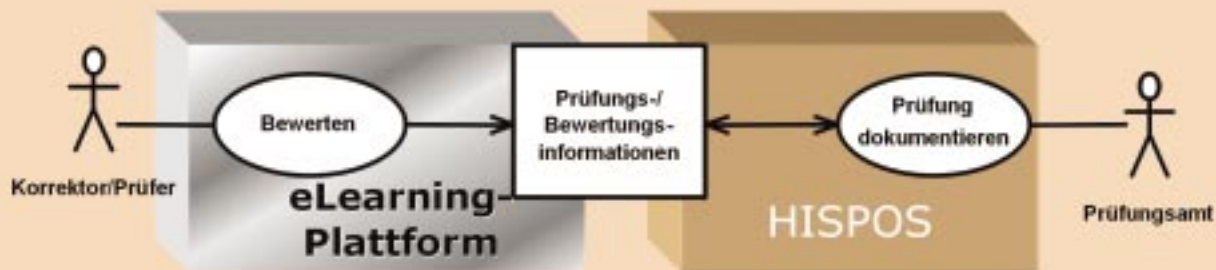 Korrektor/Prüfer
Bewerten
eLearning-
Plattform
Prüfungs-/
Bewertungs-
informationen
Prüfung
dokumentieren
HISPOS
Prüfungsamt